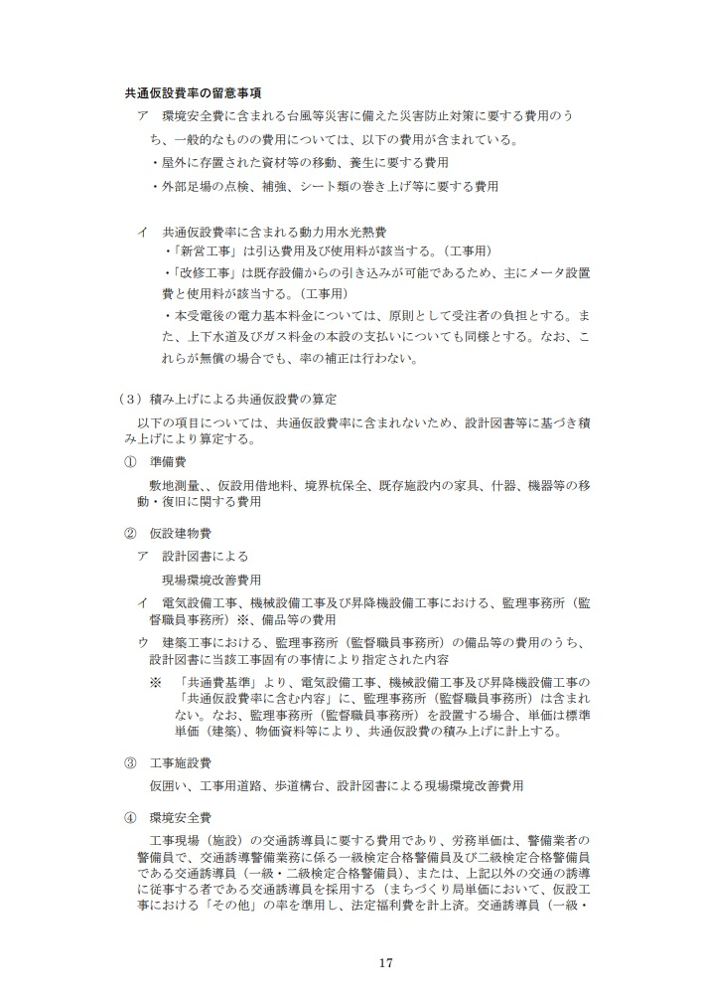 共通仮設費率の留意事項
ア　環境安全費に含まれる台風等災害に備えた災害防止対策に要する費用のう
ち、一般的なものの費用については、以下の費用が含まれている。
・屋外に存置された資材等の移動、養生に要する費用
・外部足場の点検、補強、シート類の巻き上げ等に要する費用
イ　共通仮設費率に含まれる動力用水光熱費
・「新営工事」は引込費用及び使用料が該当する。（工事用）
・「改修工事」は既存設備からの引き込みが可能であるため、主にメータ設置
費と使用料が該当する。（工事用）
・本受電後の電力基本料金については、原則として受注者の負担とする。ま
た、上下水道及びガス料金の本設の支払いについても同様とする。なお、こ
れらが無償の場合でも、率の補正は行わない。
（３）積み上げによる共通仮設費の算定
以下の項目については、共通仮設費率に含まれないため、設計図書等に基づき積
み上げにより算定する。
①　準備費
敷地測量、、仮設用借地料、境界杭保全、既存施設内の家具、什器、機器等の移
動・復旧に関する費用
②　仮設建物費
ア　設計図書による
現場環境改善費用
イ　電気設備工事、機械設備工事及び昇降機設備工事における、監理事務所（監
督職員事務所）※、備品等の費用
ウ　建築工事における、監理事務所（監督職員事務所）の備品等の費用のうち、
設計図書に当該工事固有の事情により指定された内容
※　「共通費基準」より、電気設備工事、機械設備工事及び昇降機設備工事の
「共通仮設費率に含む内容」に、監理事務所（監督職員事務所）は含まれ
ない。なお、監理事務所（監督職員事務所）を設置する場合、単価は標準
単価（建築）、物価資料等により、共通仮設費の積み上げに計上する。
③　工事施設費
仮囲い、工事用道路、歩道構台、設計図書による現場環境改善費用
④　環境安全費
工事現場（施設）の交通誘導員に要する費用であり、労務単価は、警備業者の
警備員で、交通誘導警備業務に係る一級検定合格警備員及び二級検定合格警備員
である交通誘導員（一級・二級検定合格警備員）、または、上記以外の交通の誘導
に従事する者である交通誘導員を採用する（まちづくり局単価において、仮設工
事における「その他」の率を準用し、法定福利費を計上済。交通誘導員（一級・
17